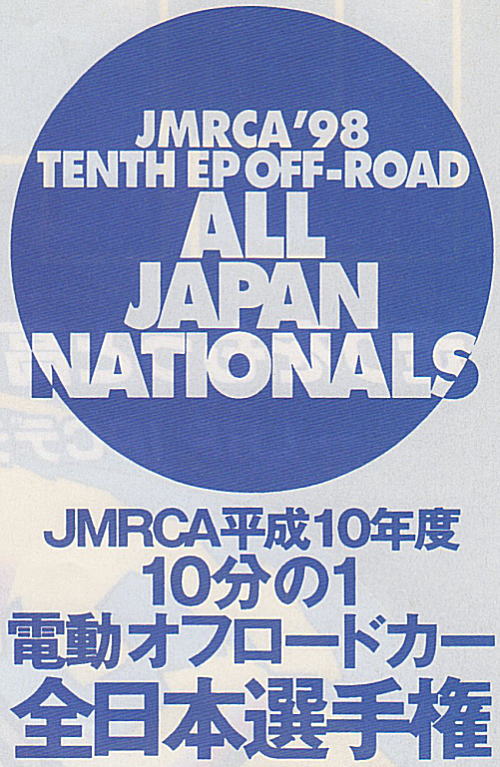 JMRCA'98
TENTH EP OFF-ROAD
ALL
JAPAN
NATIONALS
JMRCA平成10年度
10分の1
電動オフロードカー
全日本選手権